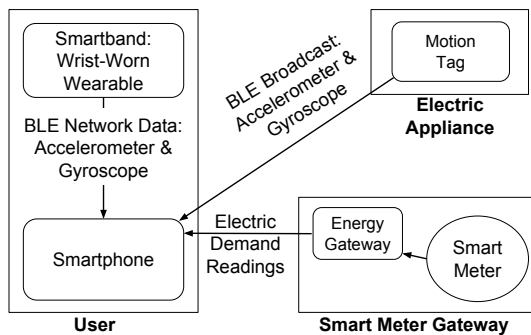 Smartband:
Wrist-Worn
Wearable
BLE Network Data:
Accelerometer &
Gyroscope
Smartphone
User
BLE Broadcast:
Accelerometer &
Gyroscope
Motion
Tag
Electric
Appliance
Electric
Demand
Readings
Energy
Gateway
Smart
Meter
Smart Meter Gateway